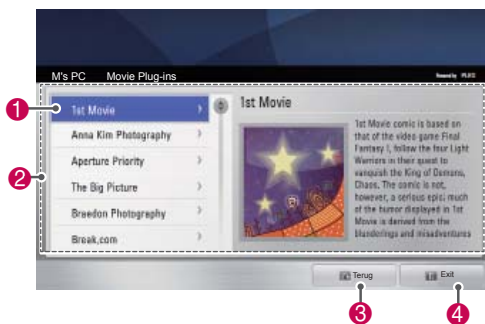 M's PC Movie Plug-ins
Powered by PLEX
1
1st Movie
Anna Kim Photography
Aperture Priority
2
The Big Picture
Braedon Photography
Break.com
1st Movie
1st Movie comic is based on
that of the video game Final
Fantasy I, follow the four Light
Warriors in their quest to
vanquish the King of Demons,
Chaos. The comic is not,
however, a serious epic; much
of the humor displayed in 1st
Movie is derived from the
blunderings and misadventures
Terug
Exit
3
4